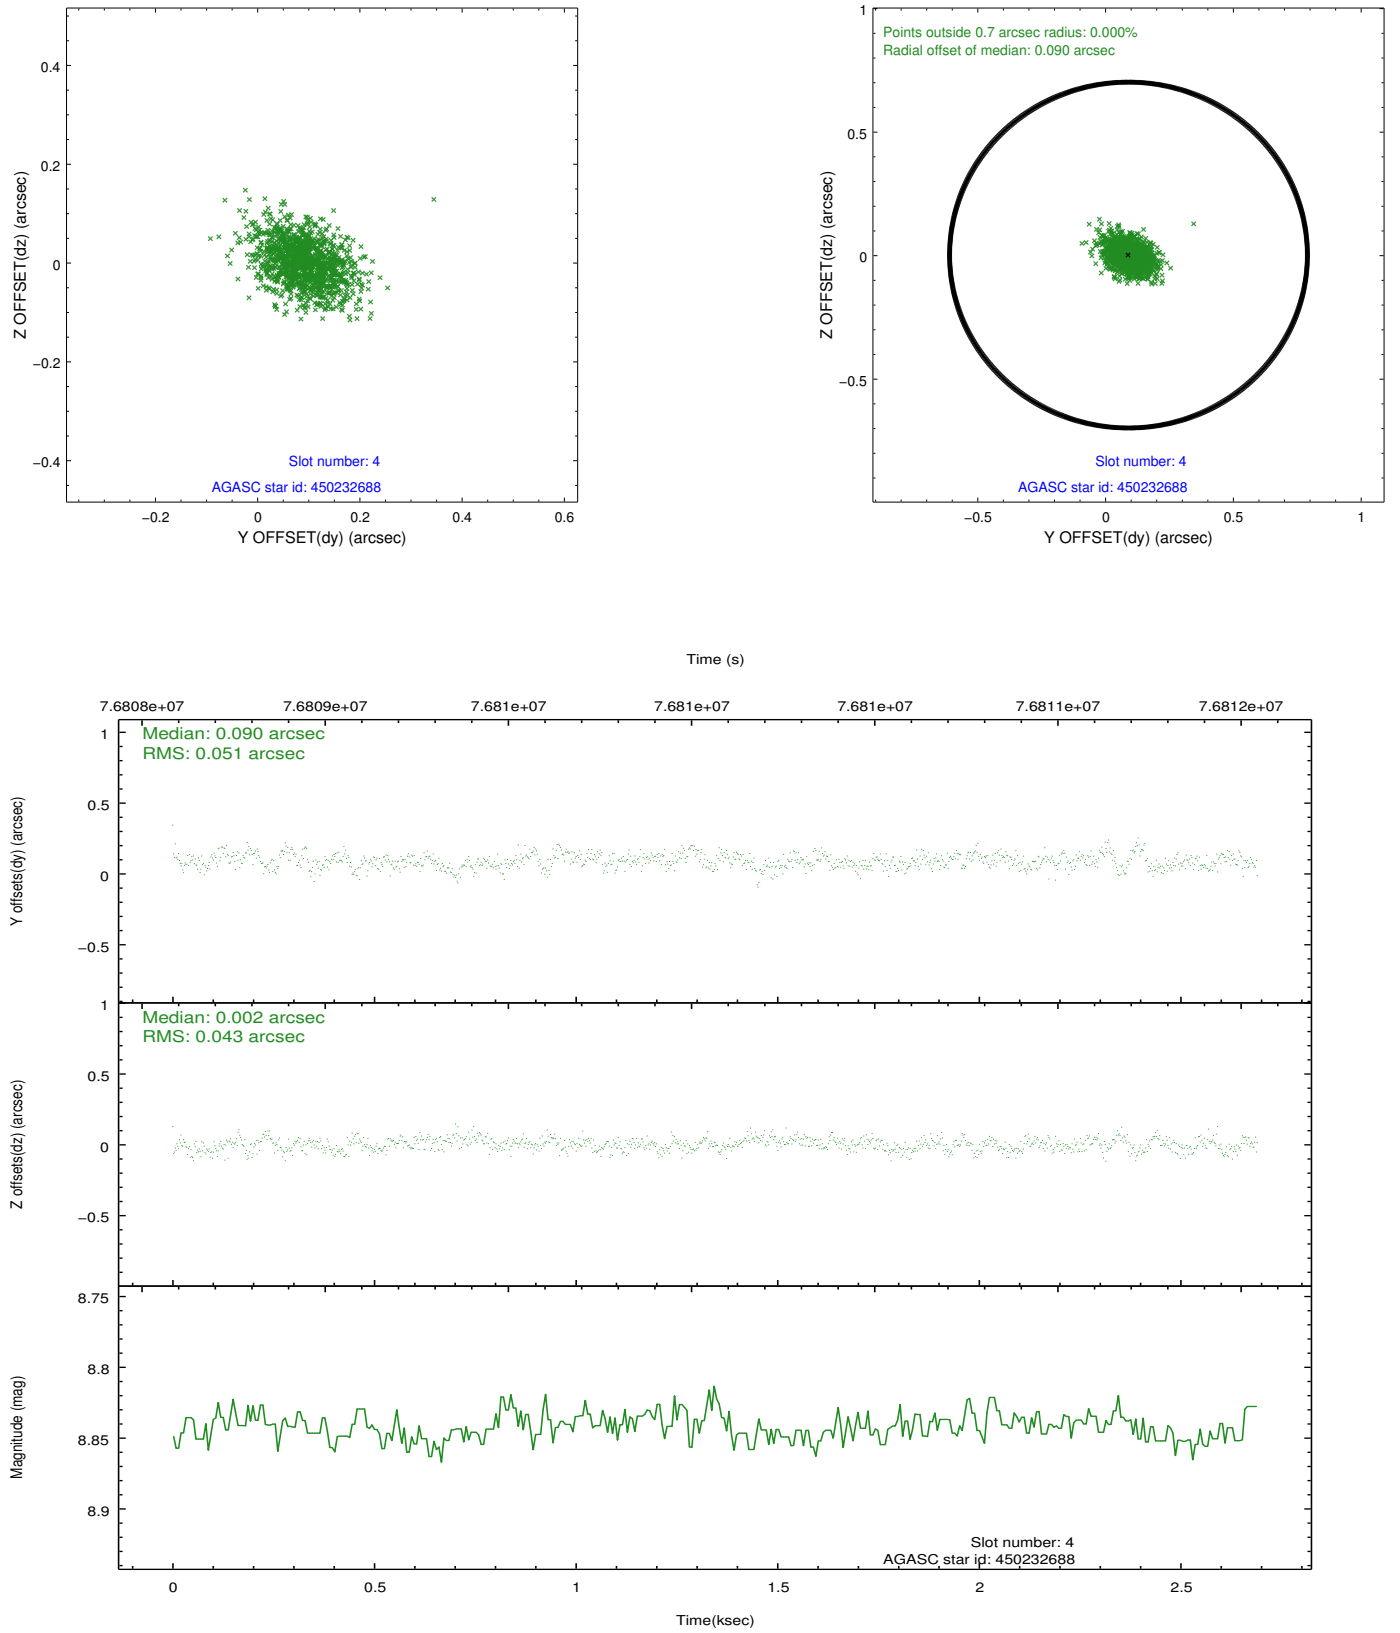 0.4
0.2
0
−0.2
−0.4
Z OFFSET(dz) (arcsec)
Slot number: 4
AGASC star id: 450232688
−0.2 0 0.2 0.4 0.6
Y OFFSET(dy) (arcsec)
1
0.5
0
−0.5
Z OFFSET(dz) (arcsec)
Points outside 0.7 arcsec radius: 0.000%
Radial offset of median: 0.090 arcsec
Slot number: 4
AGASC star id: 450232688
−0.5 0 0.5 1
Y OFFSET(dy) (arcsec)
Time (s)
7.6808e+07 7.6809e+07 7.681e+07 7.681e+07 7.681e+07 7.6811e+07 7.6812e+07
Median: 0.090 arcsec
RMS: 0.051 arcsec
1
0.5
0
−0.5
Y offsets(dy) (arcsec)
Median: 0.002 arcsec
RMS: 0.043 arcsec
1
0.5
0
−0.5
Z offsets(dz) (arcsec)
8.75
8.8
8.85
8.9
Magnitude (mag)
Slot number: 4
AGASC star id: 450232688
0 0.5 1 1.5 2 2.5
Time(ksec)